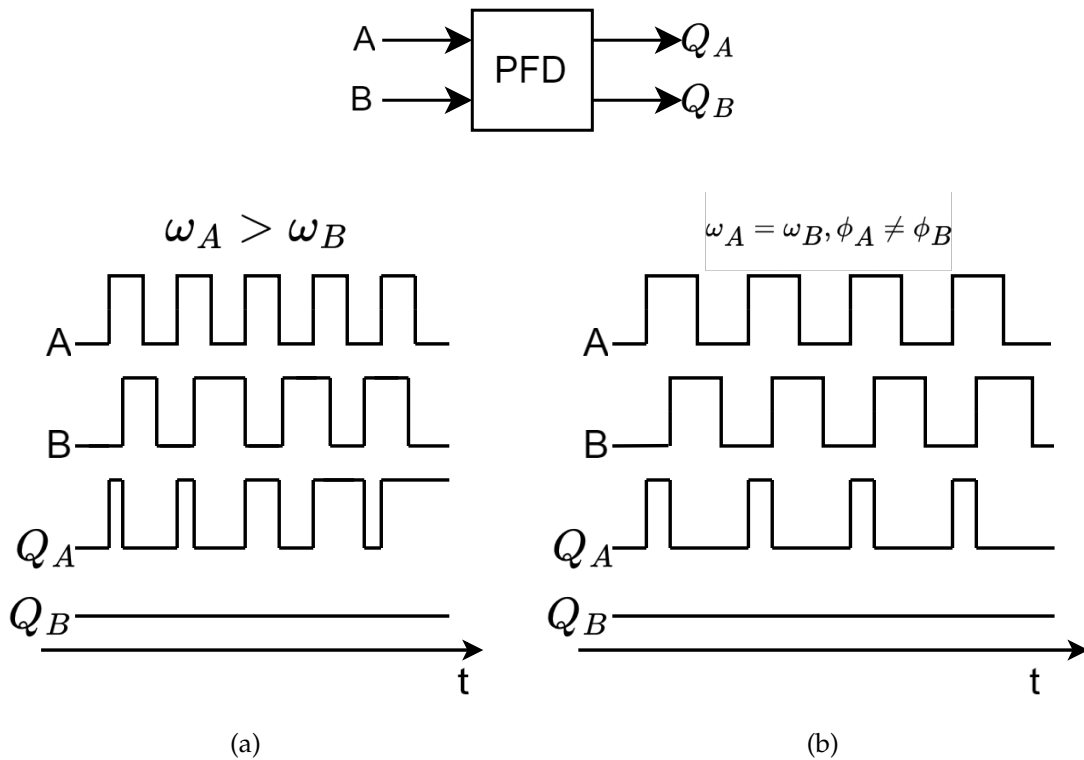 A
PFD
Q_A
B
Q_B
ω_A > ω_B
A
B
Q_A
Q_B
t
(a)
ω_A = ω_B, ϕ_A ≠ ϕ_B
A
B
Q_A
Q_B
t
(b)